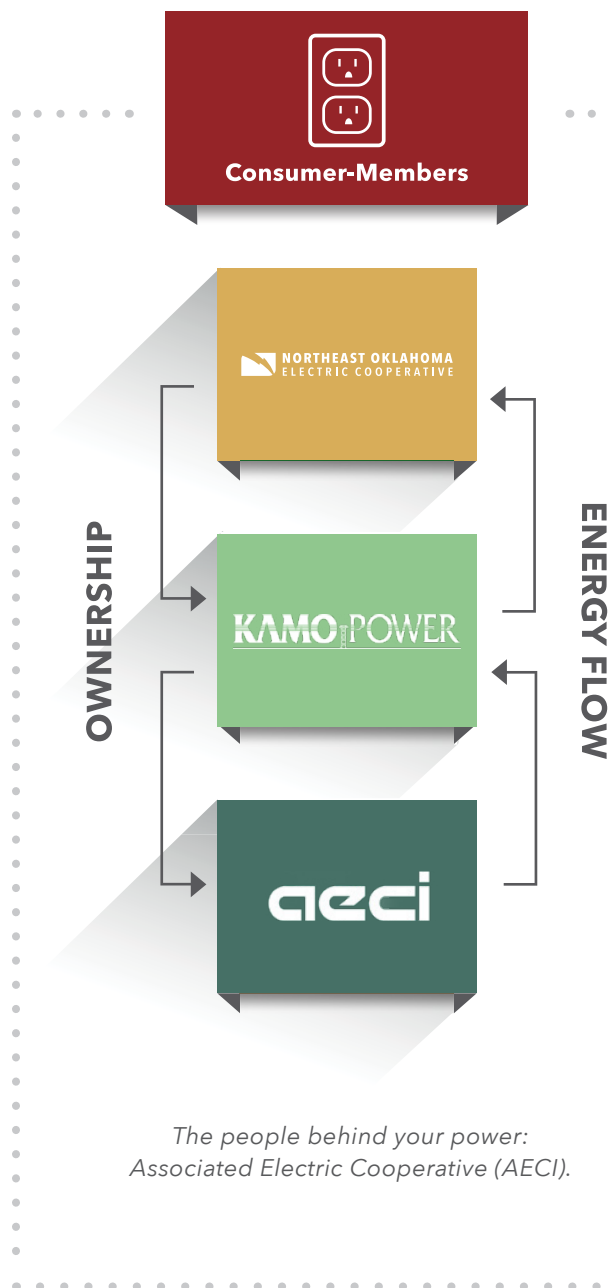 Consumer-Members
NORTHEAST OKLAHOMA
ELECTRIC COOPERATIVE
OWNERSHIP
ENERGY FLOW
KAMO POWER
aeci
The people behind your power:
Associated Electric Cooperative (AECI).